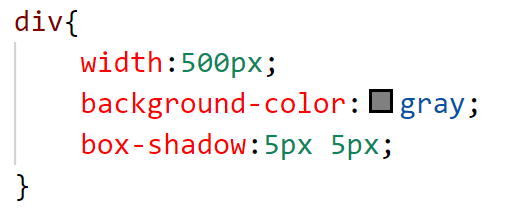 div{
width:500px;
background-color:gray;
box-shadow:5px 5px;
}